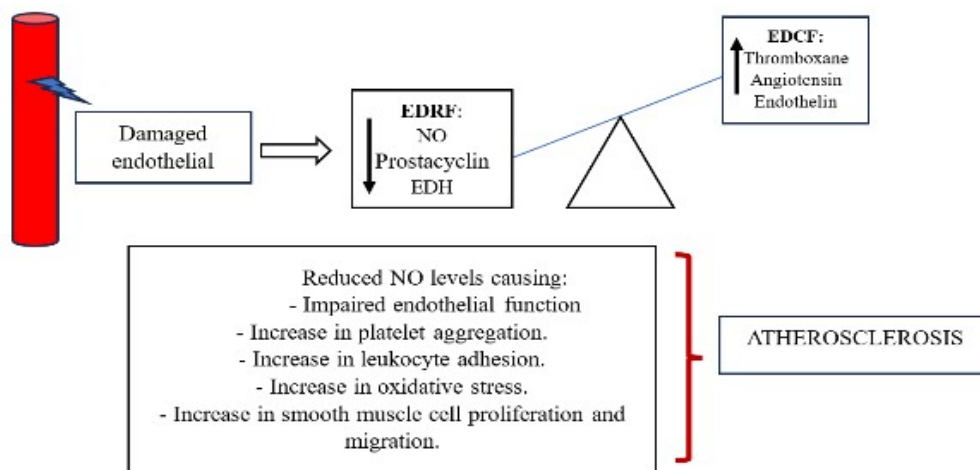 Damaged
endothelial
EDRF:
NO
Prostacyclin
EDH
EDCF:
Thromboxane
Angiotensin
Endothelin
Reduced NO levels causing:
- Impaired endothelial function
- Increase in platelet aggregation.
- Increase in leukocyte adhesion.
- Increase in oxidative stress.
- Increase in smooth muscle cell proliferation and
migration.
ATHEROSCLEROSIS